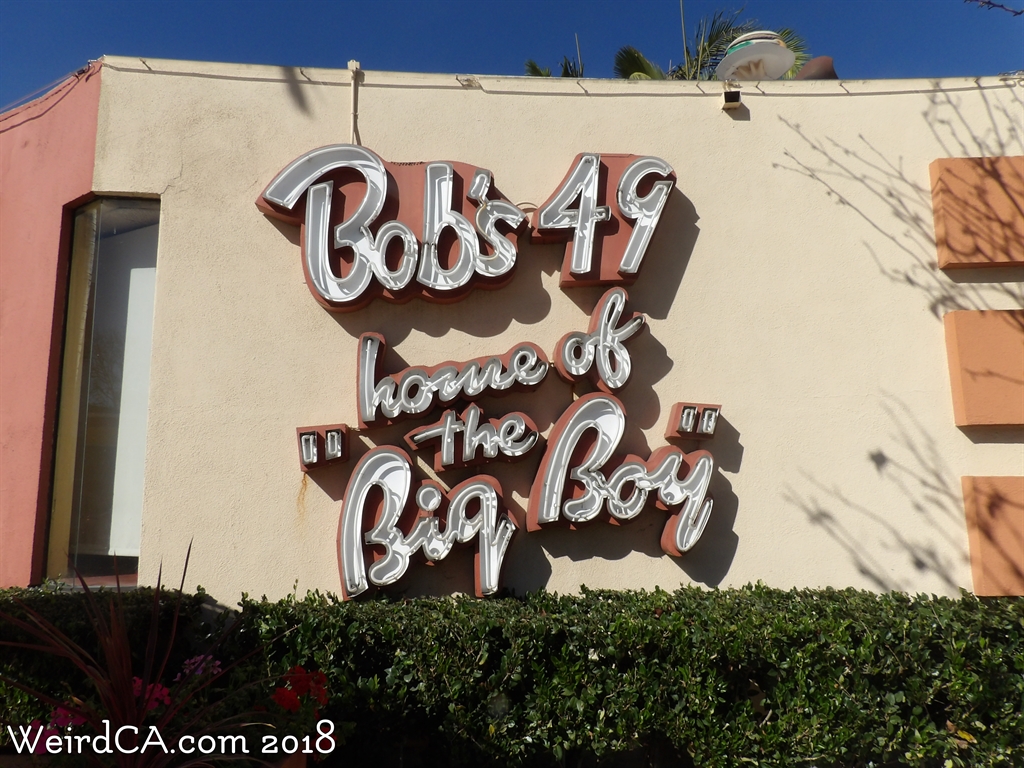 Bob's 49
home of
the
"Big Boy"
WeirdCA.com 2018